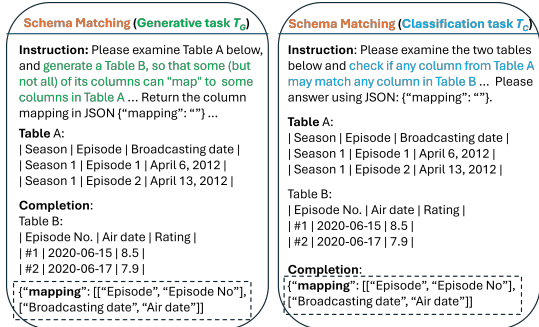 Schema Matching (Generative task TG)
Instruction: Please examine Table A below,
and generate a Table B, so that some (but
not all) of its columns can "map" to some
columns in Table A ... Return the column
mapping in JSON {“mapping”: “”} ...
Table A:
| Season | Episode | Broadcasting date |
| Season 1 | Episode 1 | April 6, 2012 |
| Season 1 | Episode 2 | April 13, 2012 |
Completion:
Table B:
| Episode No. | Air date | Rating |
| #1 | 2020-06-15 | 8.5 |
| #2 | 2020-06-17 | 7.9 |
{“mapping”: [[“Episode”, “Episode No”],
[“Broadcasting date”, “Air date”]]
Schema Matching (Classification task TC)
Instruction: Please examine the two tables
below and check if any column from Table A
may match any column in Table B ... Please
answer using JSON: {“mapping”: “”}.
Table A:
| Season | Episode | Broadcasting date |
| Season 1 | Episode 1 | April 6, 2012 |
| Season 1 | Episode 2 | April 13, 2012 |
Table B:
| Episode No. | Air date | Rating |
| #1 | 2020-06-15 | 8.5 |
| #2 | 2020-06-17 | 7.9 |
Completion:
{“mapping”: [[“Episode”, “Episode No”],
[“Broadcasting date”, “Air date”]]